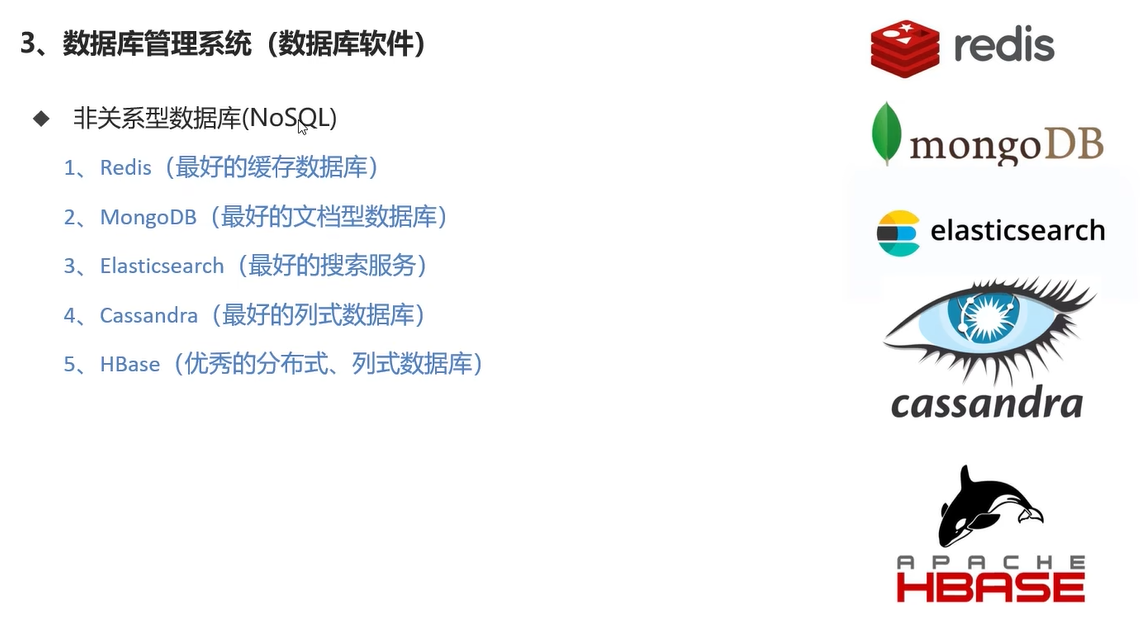 3、数据库管理系统（数据库软件）
◆ 非关系型数据库(NoSQL)
1、Redis（最好的缓存数据库）
2、MongoDB（最好的文档型数据库）
3、Elasticsearch（最好的搜索服务）
4、Cassandra（最好的列式数据库）
5、HBase（优秀的分布式、列式数据库）
redis
mongoDB
elasticsearch
cassandra
APACHE
HBASE